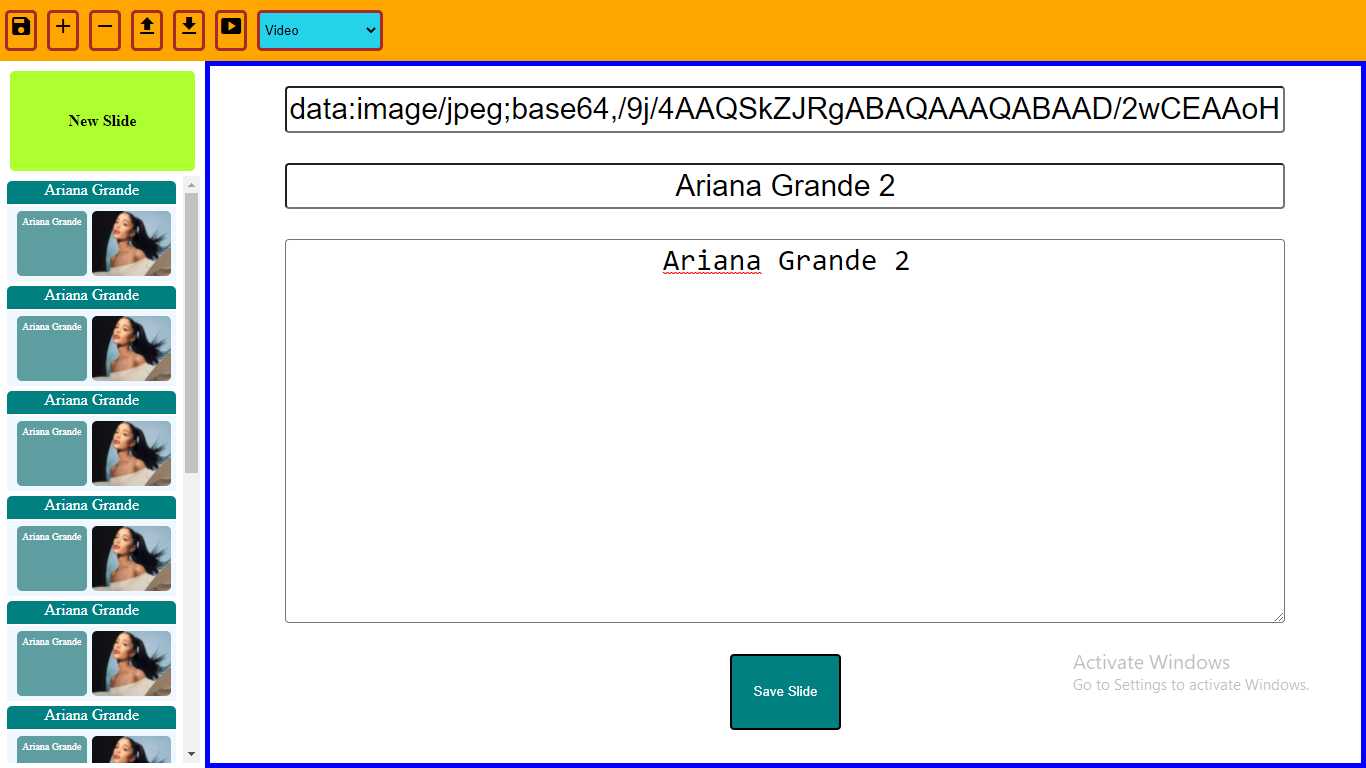 Video
New Slide
data:image/jpeg;base64,/9j/4AAQSkZJRgABAQAAAQABAAD/2wCEAAoH
Ariana Grande 2
Ariana Grande 2
Ariana Grande
Ariana Grande
Ariana Grande
Ariana Grande
Ariana Grande
Ariana Grande
Ariana Grande
Ariana Grande
Ariana Grande
Ariana Grande
Ariana Grande
Ariana Grande
Save Slide
Activate Windows
Go to Settings to activate Windows.